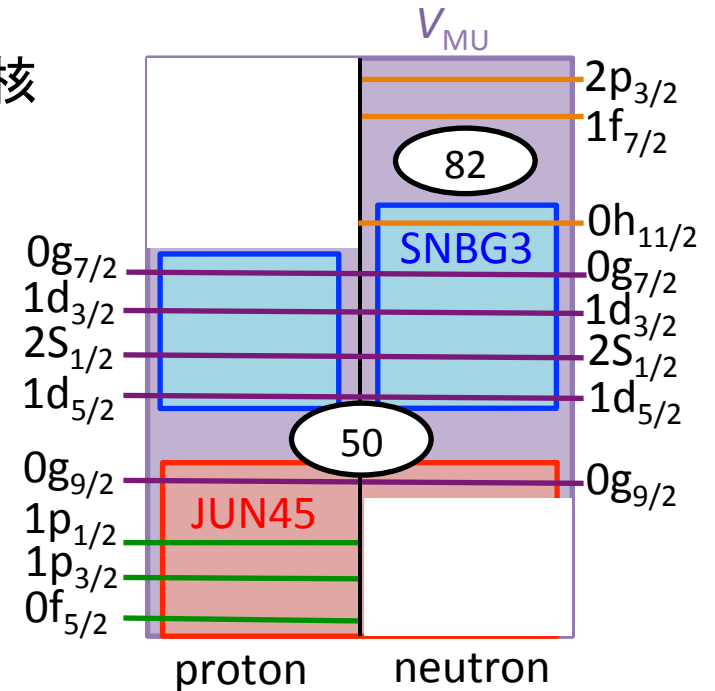 V_MU
核
2p_3/2
1f_7/2
82
0h_11/2
SNBG3
0g_7/2
0g_7/2
1d_3/2
1d_3/2
2S_1/2
2S_1/2
1d_5/2
1d_5/2
50
0g_9/2
0g_9/2
JUN45
1p_1/2
1p_3/2
0f_5/2
proton
neutron